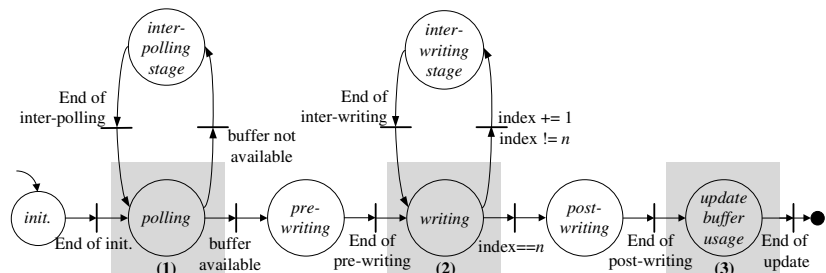 inter-
polling
stage
inter-
writing
stage
End of
inter-polling
buffer not
available
End of
inter-writing
index += 1
index != n
init.
polling
pre-
writing
writing
post-
writing
update
buffer
usage
End of init.
(1)
buffer
available
End of
pre-writing
(2)
index==n
End of
post-writing
(3)
End of
update